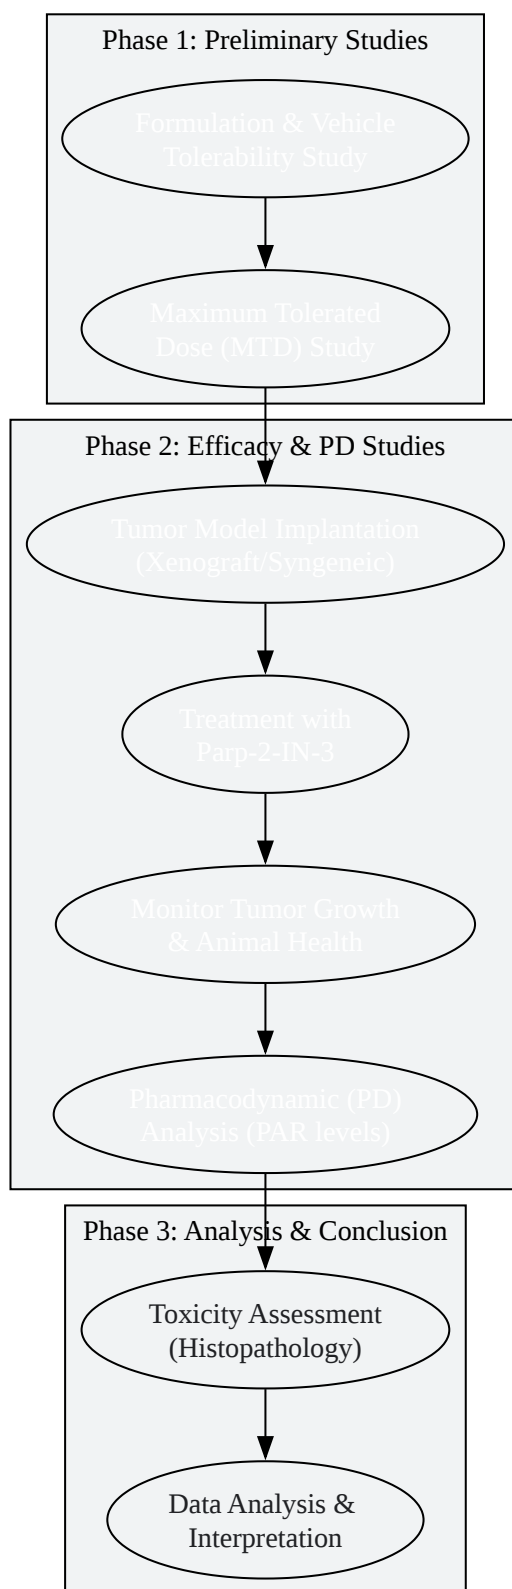 Phase 1: Preliminary Studies
Formulation & Vehicle
Tolerability Study
Maximum Tolerated
Dose (MTD) Study
Phase 2: Efficacy & PD Studies
Tumor Model Implantation
(Xenograft/Syngeneic)
Treatment with
Parp-2-IN-3
Monitor Tumor Growth
& Animal Health
Pharmacodynamic (PD)
Analysis (PAR levels)
Phase 3: Analysis & Conclusion
Toxicity Assessment
(Histopathology)
Data Analysis &
Interpretation